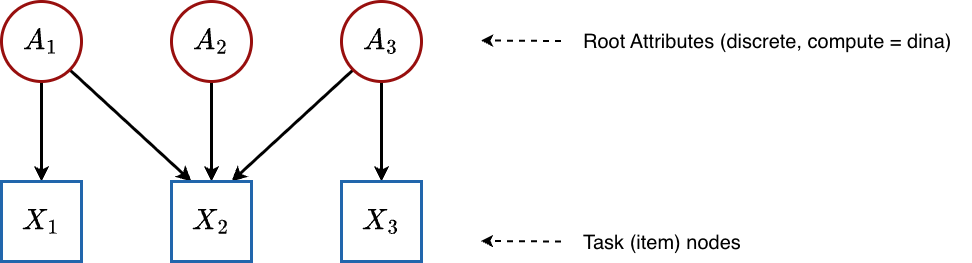 A₁ A₂ A₃ Root Attributes (discrete, compute = dina)
X₁ X₂ X₃ Task (item) nodes